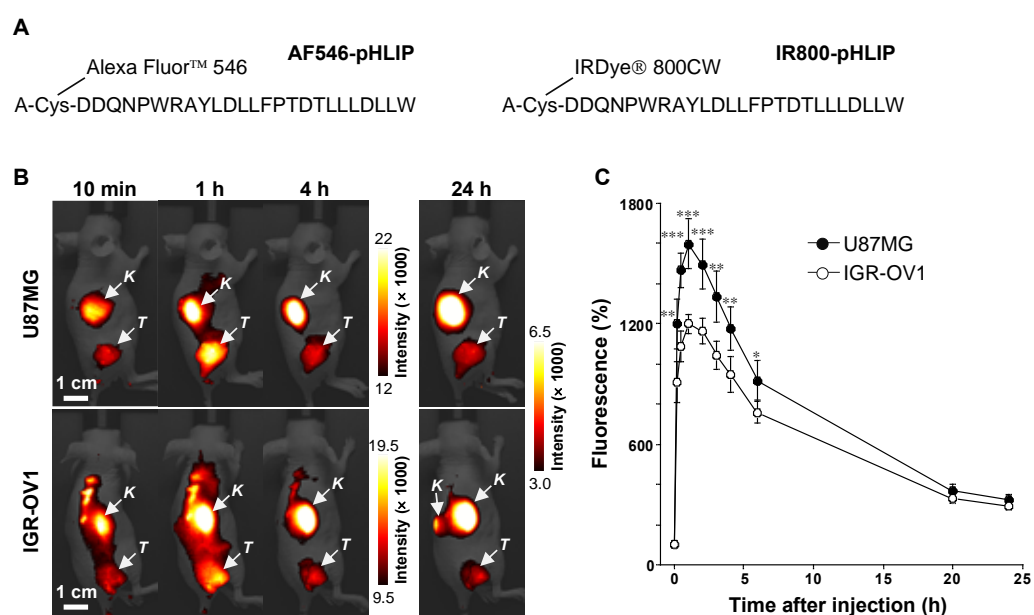 A
AF546-pHLIP
Alexa Fluor™ 546
A-Cys-DDQNPWRAYLDLLFPTDTLLLDLLW
IR800-pHLIP
IRDye® 800CW
A-Cys-DDQNPWRAYLDLLFPTDTLLLDLLW
B
10 min 1 h 4 h 24 h
U87MG
K K K K
T T T T
1 cm
22
Intensity (× 1000)
12
6.5
Intensity (× 1000)
3.0
IGR-OV1
K K K K K
T T T T
1 cm
19.5
Intensity (× 1000)
9.5
C
Fluorescence (%)
1800
1200
600
0
*** *** *** ** ** ** *
U87MG
IGR-OV1
0 5 10 15 20 25
Time after injection (h)